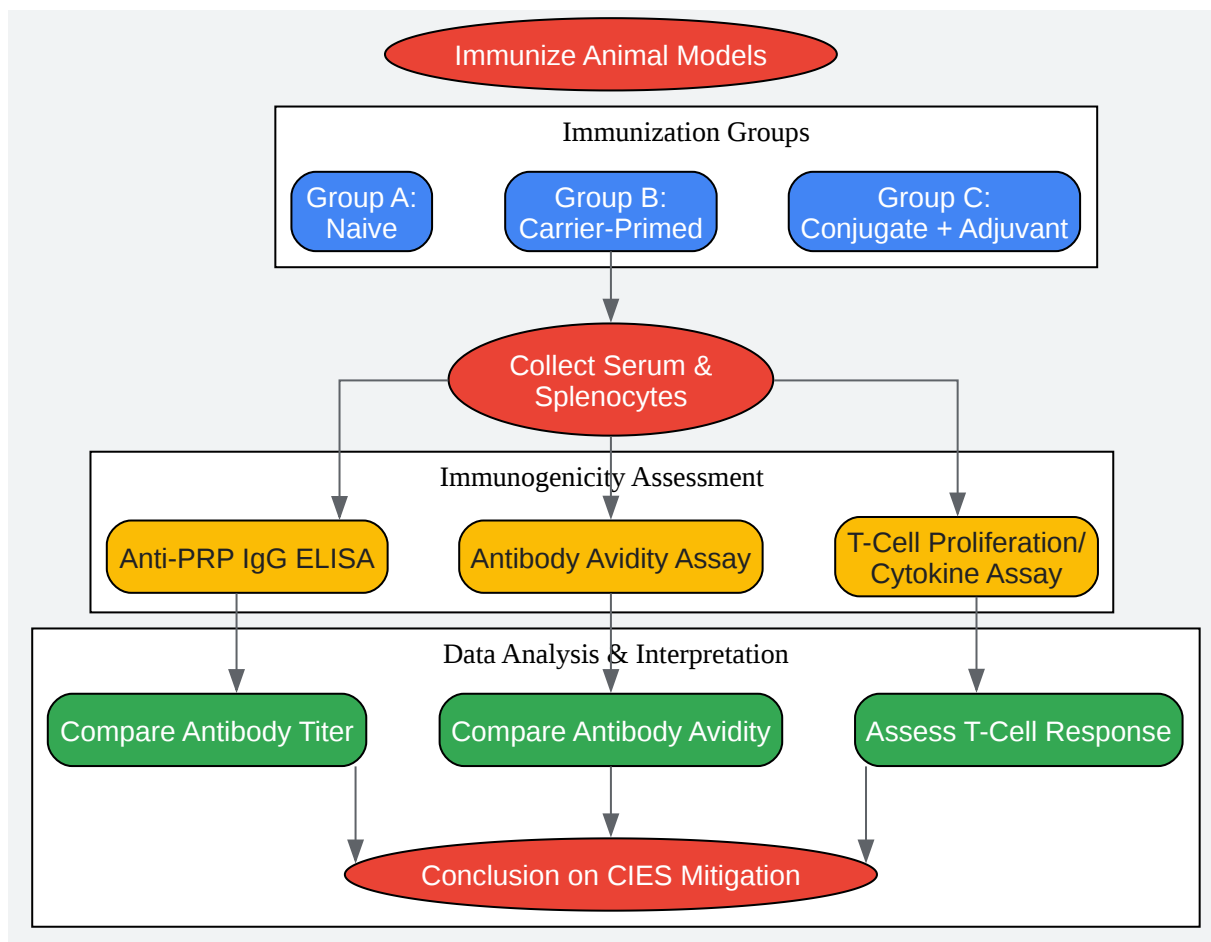 Immunize Animal Models
Immunization Groups
Group A:
Naive
Group B:
Carrier-Primed
Group C:
Conjugate + Adjuvant
Collect Serum &
Splenocytes
Immunogenicity Assessment
Anti-PRP IgG ELISA
Antibody Avidity Assay
T-Cell Proliferation/
Cytokine Assay
Data Analysis & Interpretation
Compare Antibody Titer
Compare Antibody Avidity
Assess T-Cell Response
Conclusion on CIES Mitigation